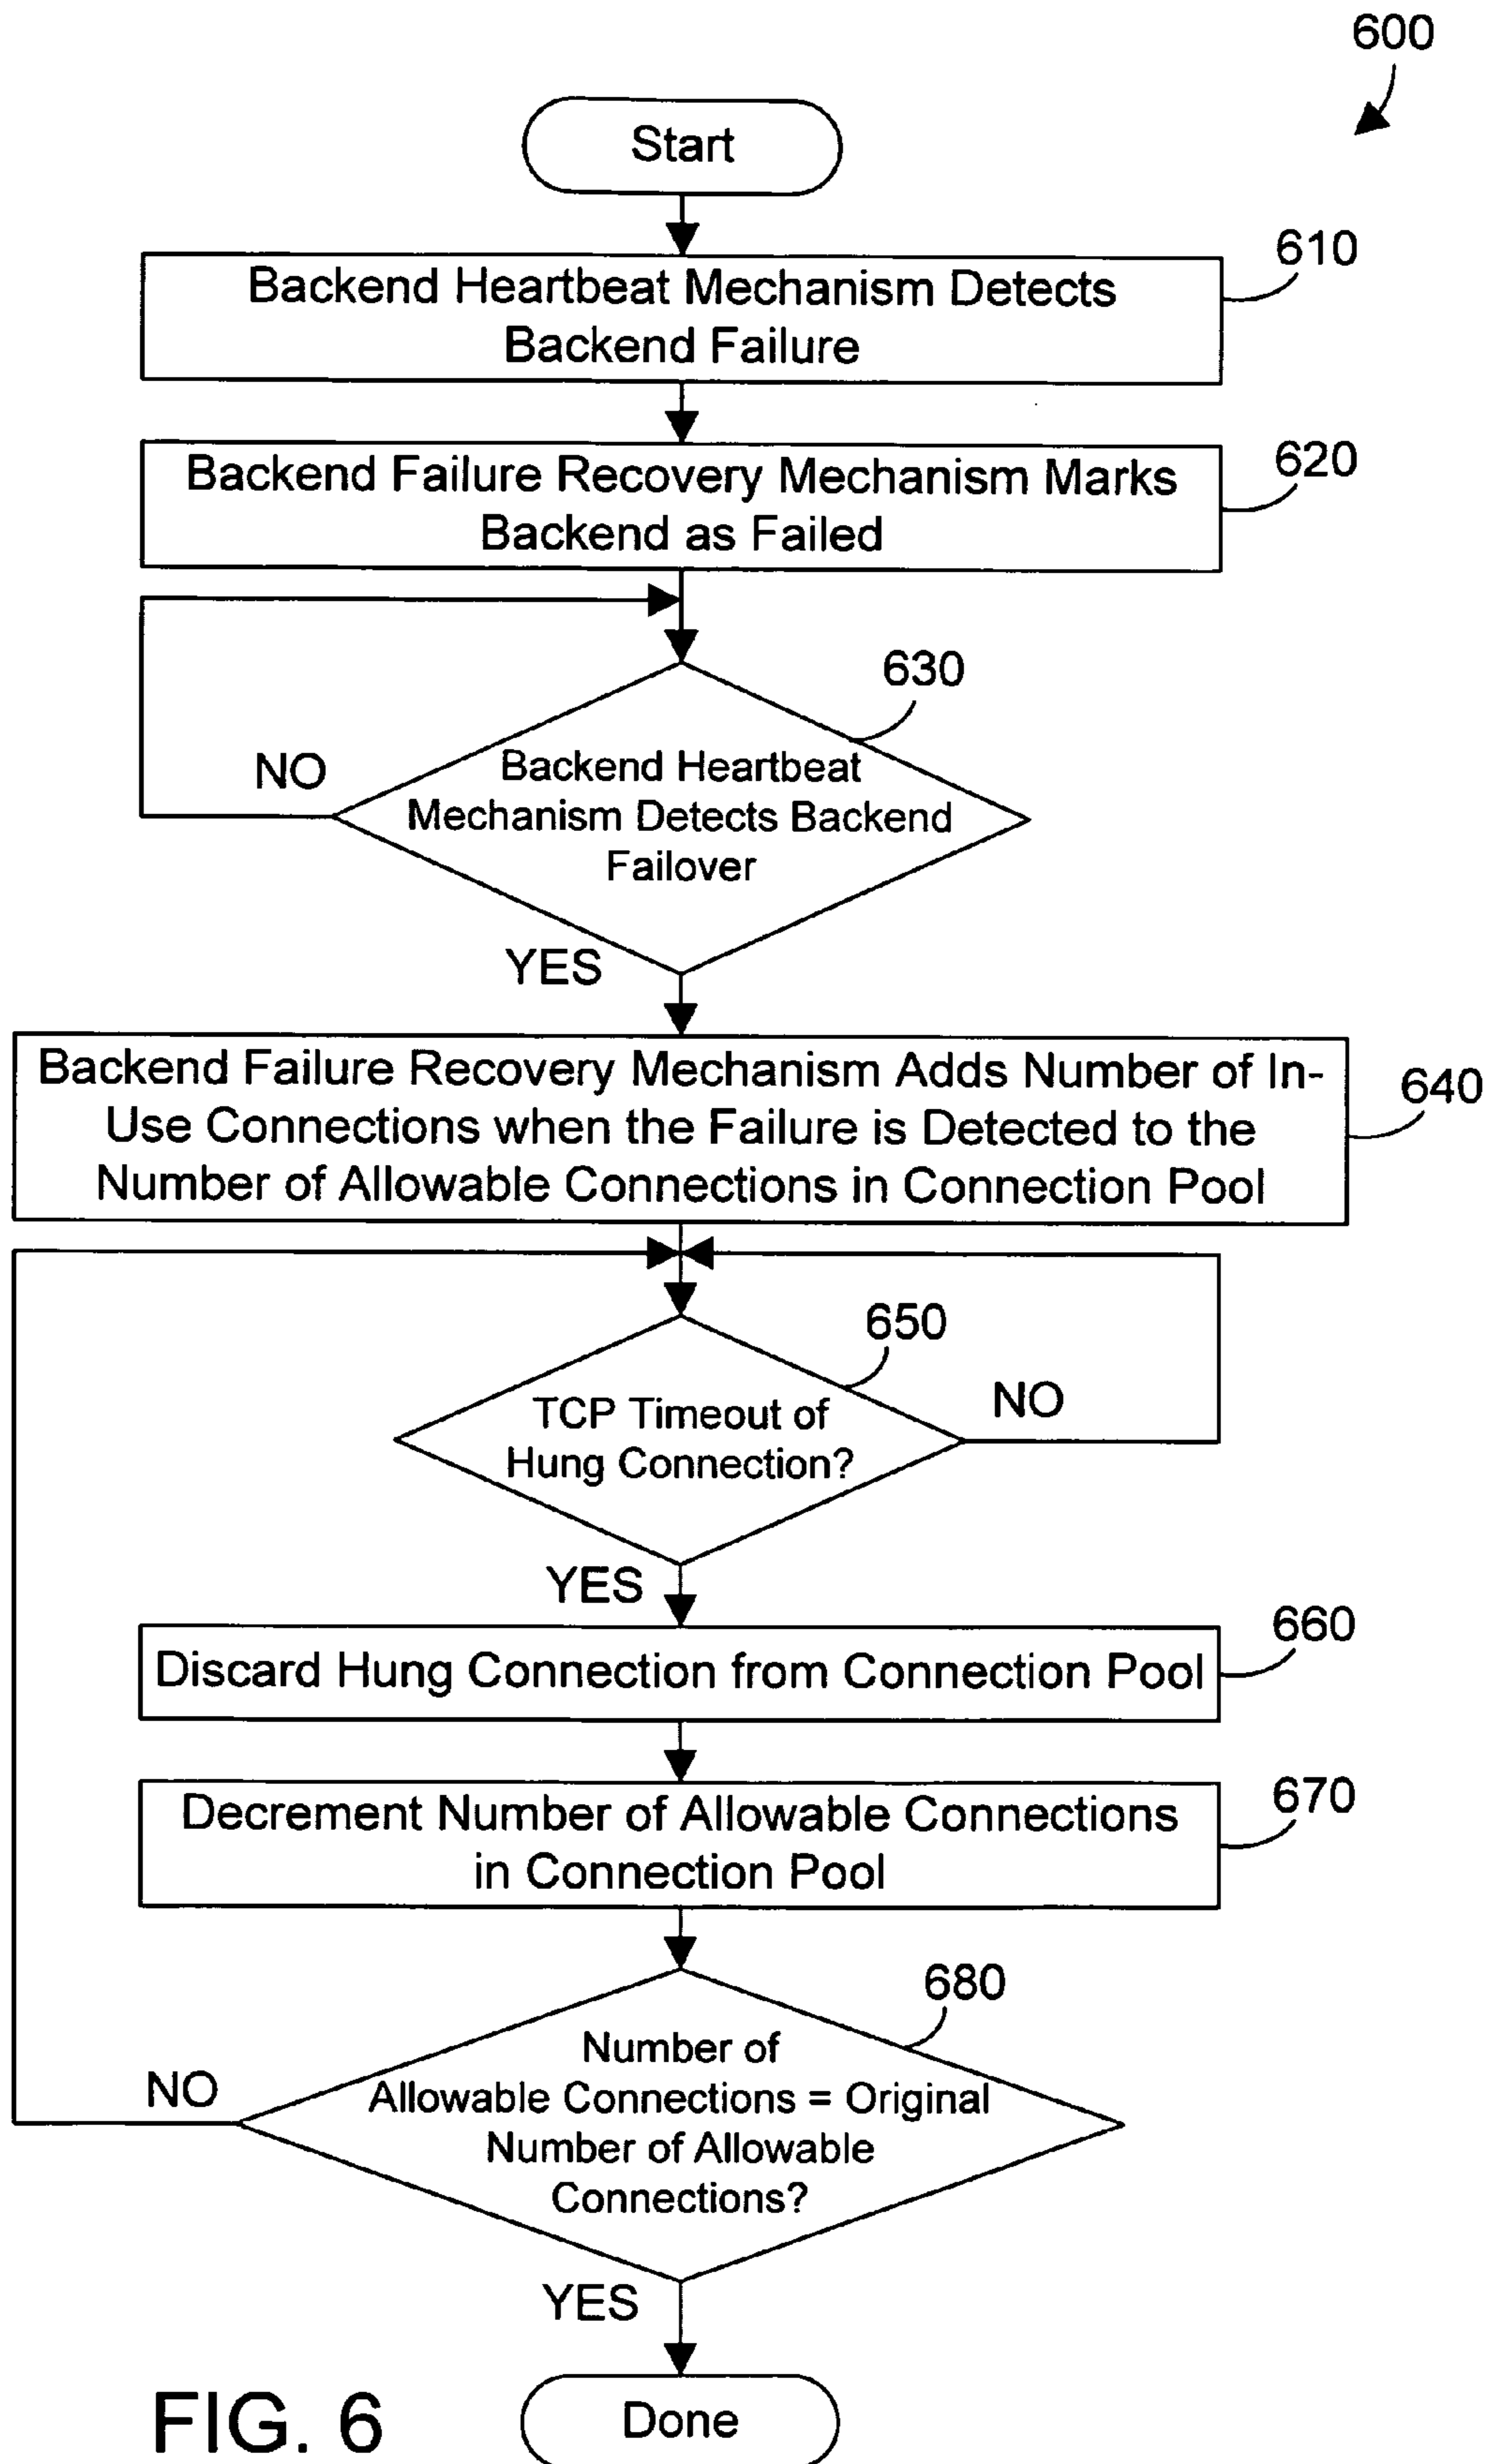 600
Start
610
Backend Heartbeat Mechanism Detects
Backend Failure
620
Backend Failure Recovery Mechanism Marks
Backend as Failed
630
NO
Backend Heartbeat
Mechanism Detects Backend
Failover
YES
Backend Failure Recovery Mechanism Adds Number of In-
Use Connections when the Failure is Detected to the
Number of Allowable Connections in Connection Pool
640
650
TCP Timeout of
Hung Connection?
NO
YES
660
Discard Hung Connection from Connection Pool
670
Decrement Number of Allowable Connections
in Connection Pool
680
NO
Number of
Allowable Connections = Original
Number of Allowable
Connections?
YES
Done
FIG. 6